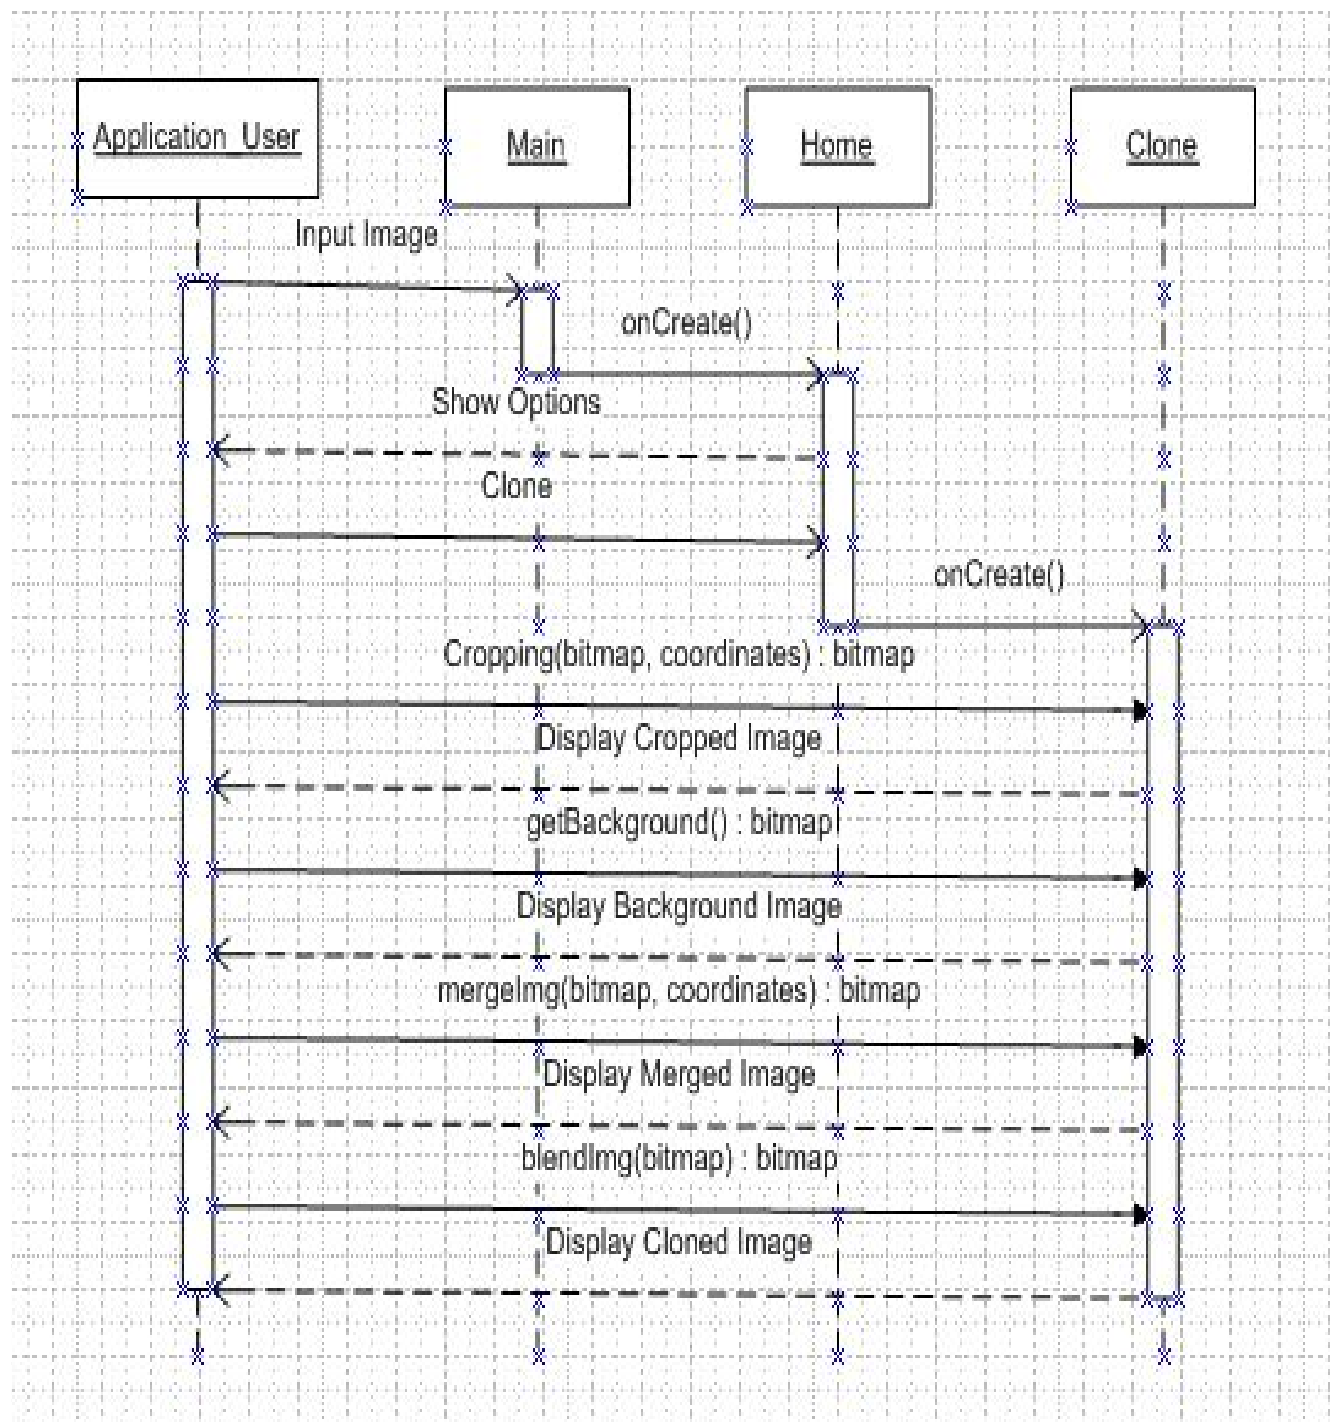 Application_User
Main
Home
Clone
Input Image
onCreate()
Show Options
Clone
onCreate()
Cropping(bitmap, coordinates) : bitmap
Display Cropped Image
getBackground() : bitmap
Display Background Image
mergeImg(bitmap, coordinates) : bitmap
Display Merged Image
blendImg(bitmap) : bitmap
Display Cloned Image